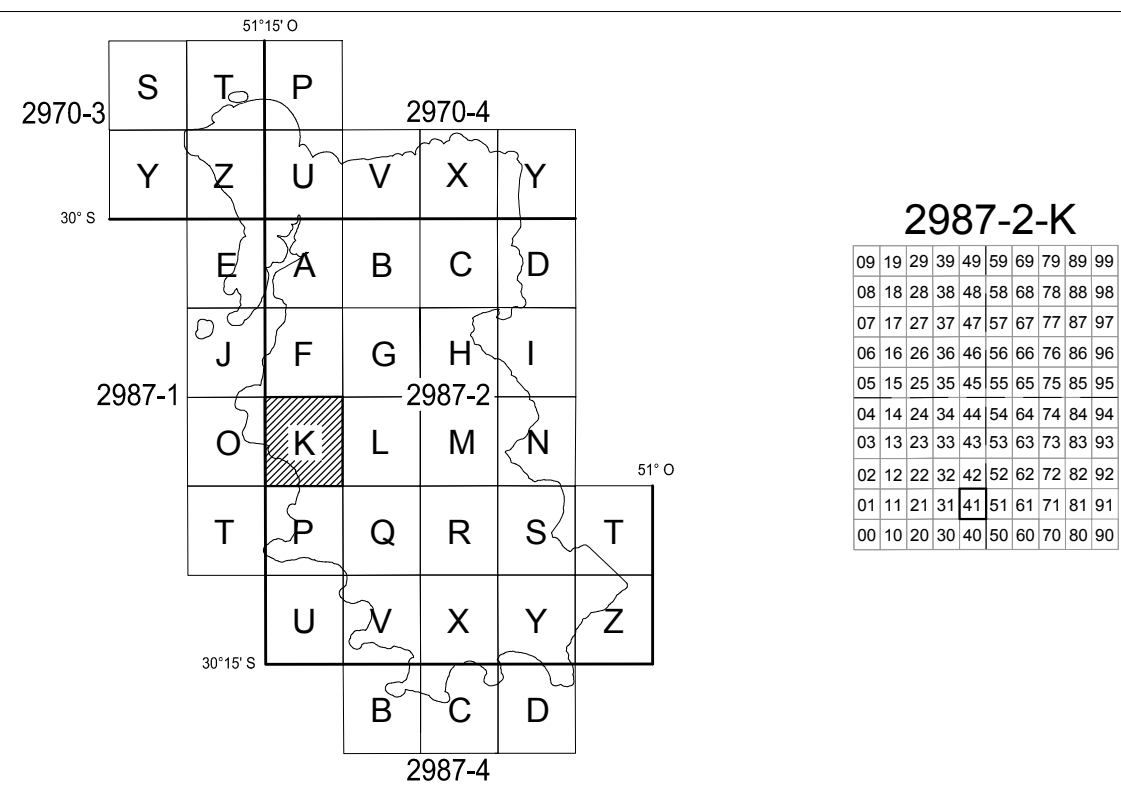 51°15' O
S T P
2970-3
2970-4
Y Z U V X Y
30° S
E A B C D
J F G H I
2987-1
2987-2
O K L M N
51° O
T P Q R S T
U V X Y Z
30°15' S
B C D
2987-4
2987-2-K
09 19 29 39 49 59 69 79 89 99
08 18 28 38 48 58 68 78 88 98
07 17 27 37 47 57 67 77 87 97
06 16 26 36 46 56 66 76 86 96
05 15 25 35 45 55 65 75 85 95
04 14 24 34 44 54 64 74 84 94
03 13 23 33 43 53 63 73 83 93
02 12 22 32 42 52 62 72 82 92
01 11 21 31 41 51 61 71 81 91
00 10 20 30 40 50 60 70 80 90